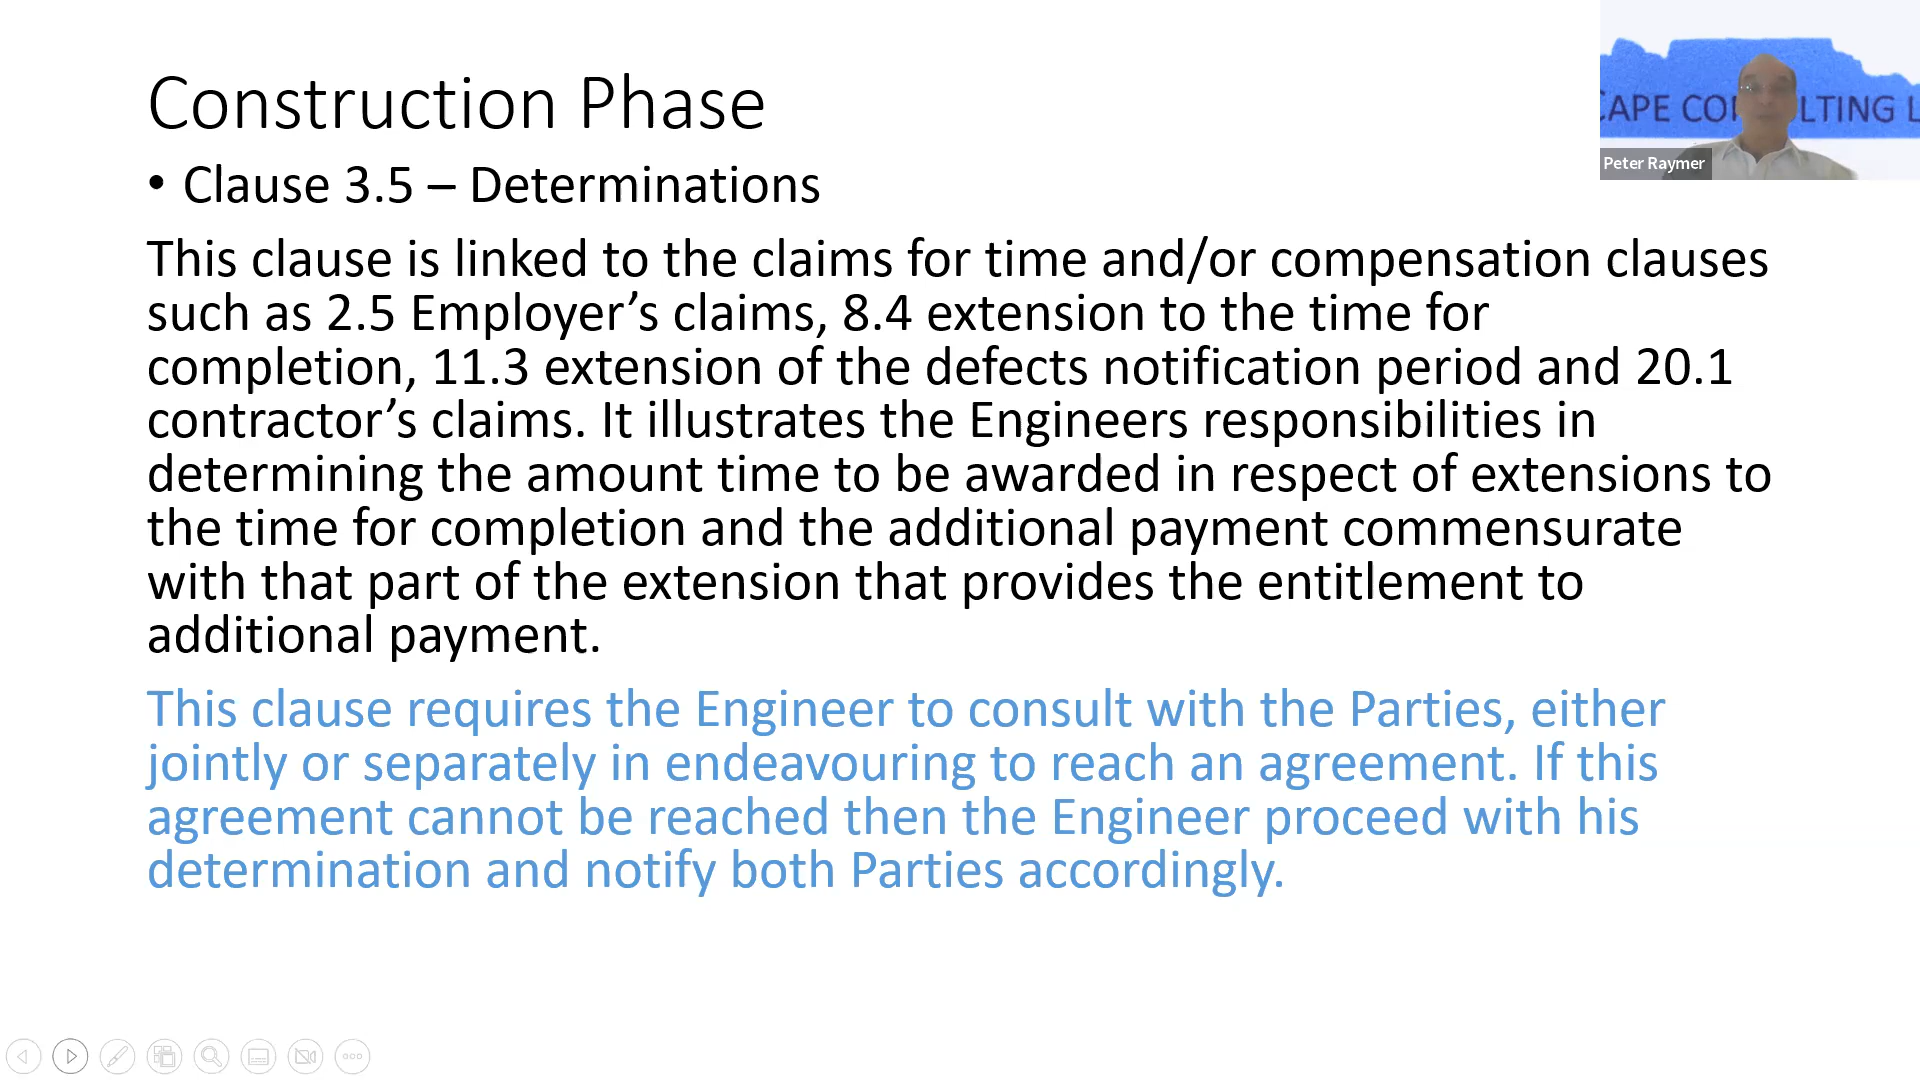 Construction Phase
• Clause 3.5 – Determinations
This clause is linked to the claims for time and/or compensation clauses
such as 2.5 Employer’s claims, 8.4 extension to the time for
completion, 11.3 extension of the defects notification period and 20.1
contractor’s claims. It illustrates the Engineers responsibilities in
determining the amount time to be awarded in respect of extensions to
the time for completion and the additional payment commensurate
with that part of the extension that provides the entitlement to
additional payment.
This clause requires the Engineer to consult with the Parties, either
jointly or separately in endeavouring to reach an agreement. If this
agreement cannot be reached then the Engineer proceed with his
determination and notify both Parties accordingly.
CAPE CO LTING L
Peter Raymer